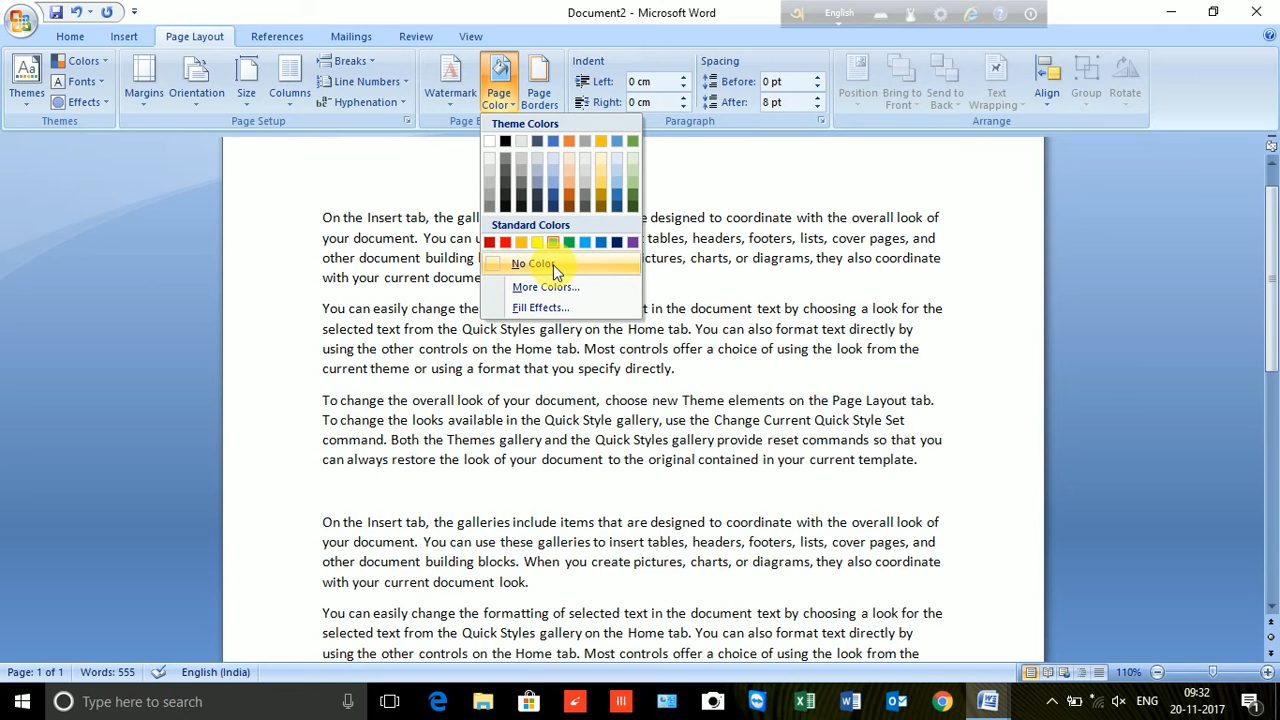 Document2 - Microsoft Word
English
Home Insert Page Layout References Mailings Review View
Themes
Colors
Fonts
Effects
Themes
Margins
Orientation
Size
Columns
Breaks
Line Numbers
Hyphenation
Page Setup
Watermark
Page Color
Page Borders
Page B
Indent
Left: 0 cm
Right: 0 cm
Spacing
Before: 0 pt
After: 8 pt
Paragraph
Position
Bring to Front
Send to Back
Text Wrapping
Align
Group
Rotate
Arrange
Theme Colors
Standard Colors
No Color
More Colors...
Fill Effects...
On the Insert tab, the gall e designed to coordinate with the overall look of
your document. You can u tables, headers, footers, lists, cover pages, and
other document building ictures, charts, or diagrams, they also coordinate
with your current docume
You can easily change the t in the document text by choosing a look for the
selected text from the Quick Styles gallery on the Home tab. You can also format text directly by
using the other controls on the Home tab. Most controls offer a choice of using the look from the
current theme or using a format that you specify directly.
To change the overall look of your document, choose new Theme elements on the Page Layout tab.
To change the looks available in the Quick Style gallery, use the Change Current Quick Style Set
command. Both the Themes gallery and the Quick Styles gallery provide reset commands so that you
can always restore the look of your document to the original contained in your current template.
On the Insert tab, the galleries include items that are designed to coordinate with the overall look of
your document. You can use these galleries to insert tables, headers, footers, lists, cover pages, and
other document building blocks. When you create pictures, charts, or diagrams, they also coordinate
with your current document look.
You can easily change the formatting of selected text in the document text by choosing a look for the
selected text from the Quick Styles gallery on the Home tab. You can also format text directly by
using the other controls on the Home tab. Most controls offer a choice of using the look from the
Page: 1 of 1 Words: 555 English (India) 110%
Type here to search
ENG
09:32
20-11-2017